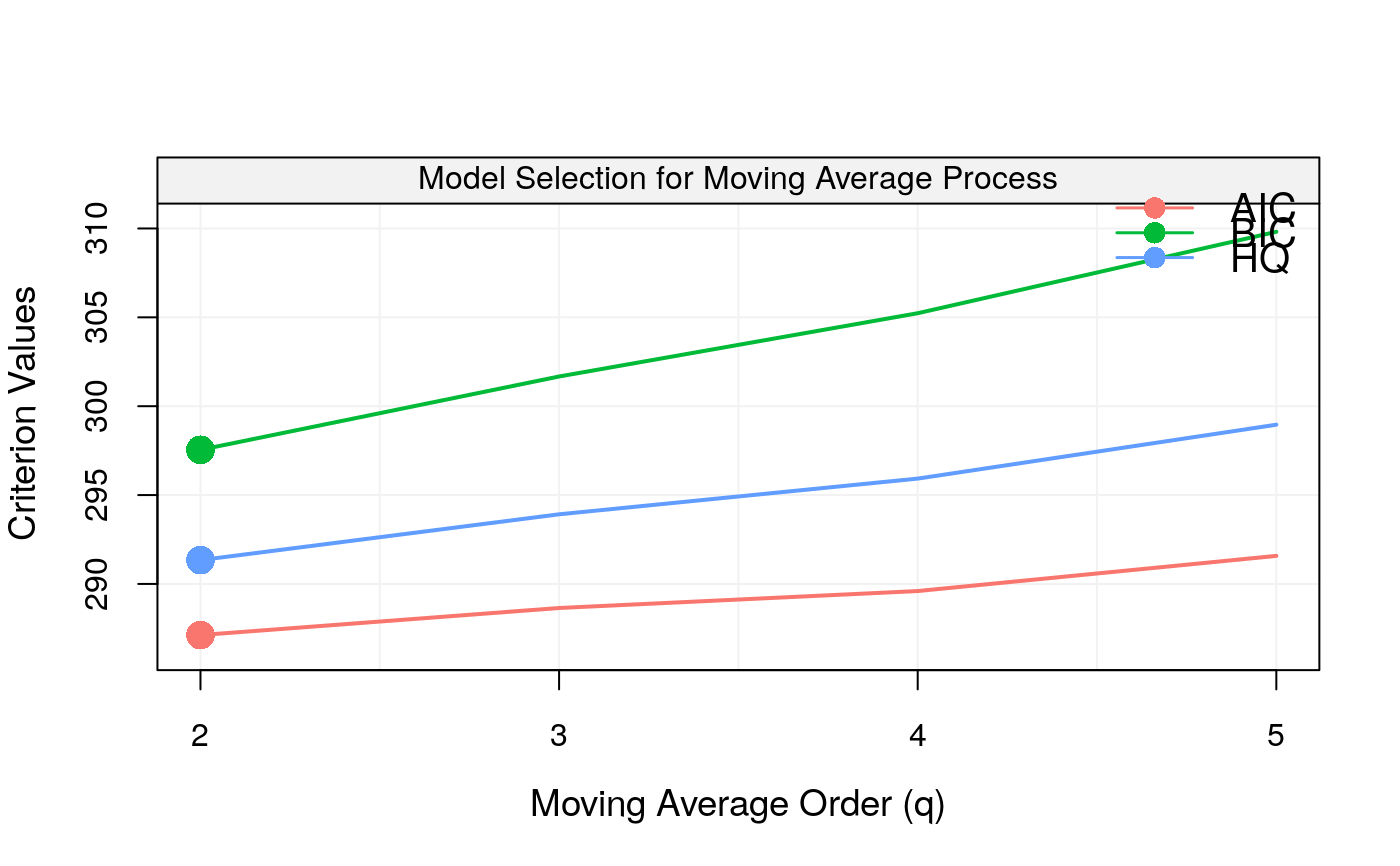 Model Selection for Moving Average Process
AIC
BIC
HQ
Criterion Values
310
305
300
295
290
2 3 4 5
Moving Average Order (q)